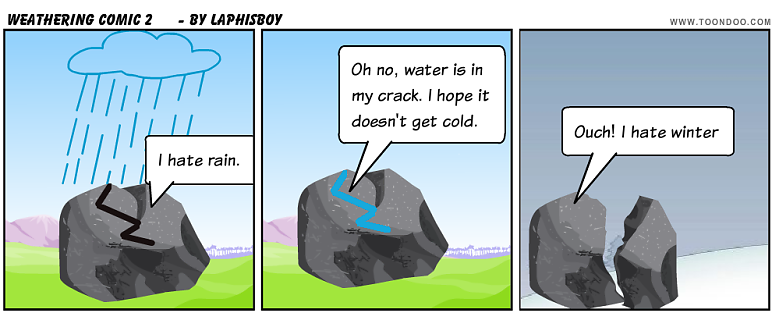 WEATHERING COMIC 2 - BY LAPHISBOY
WWW.TOONDOO.COM
I hate rain.
Oh no, water is in
my crack. I hope it
doesn't get cold.
Ouch! I hate winter